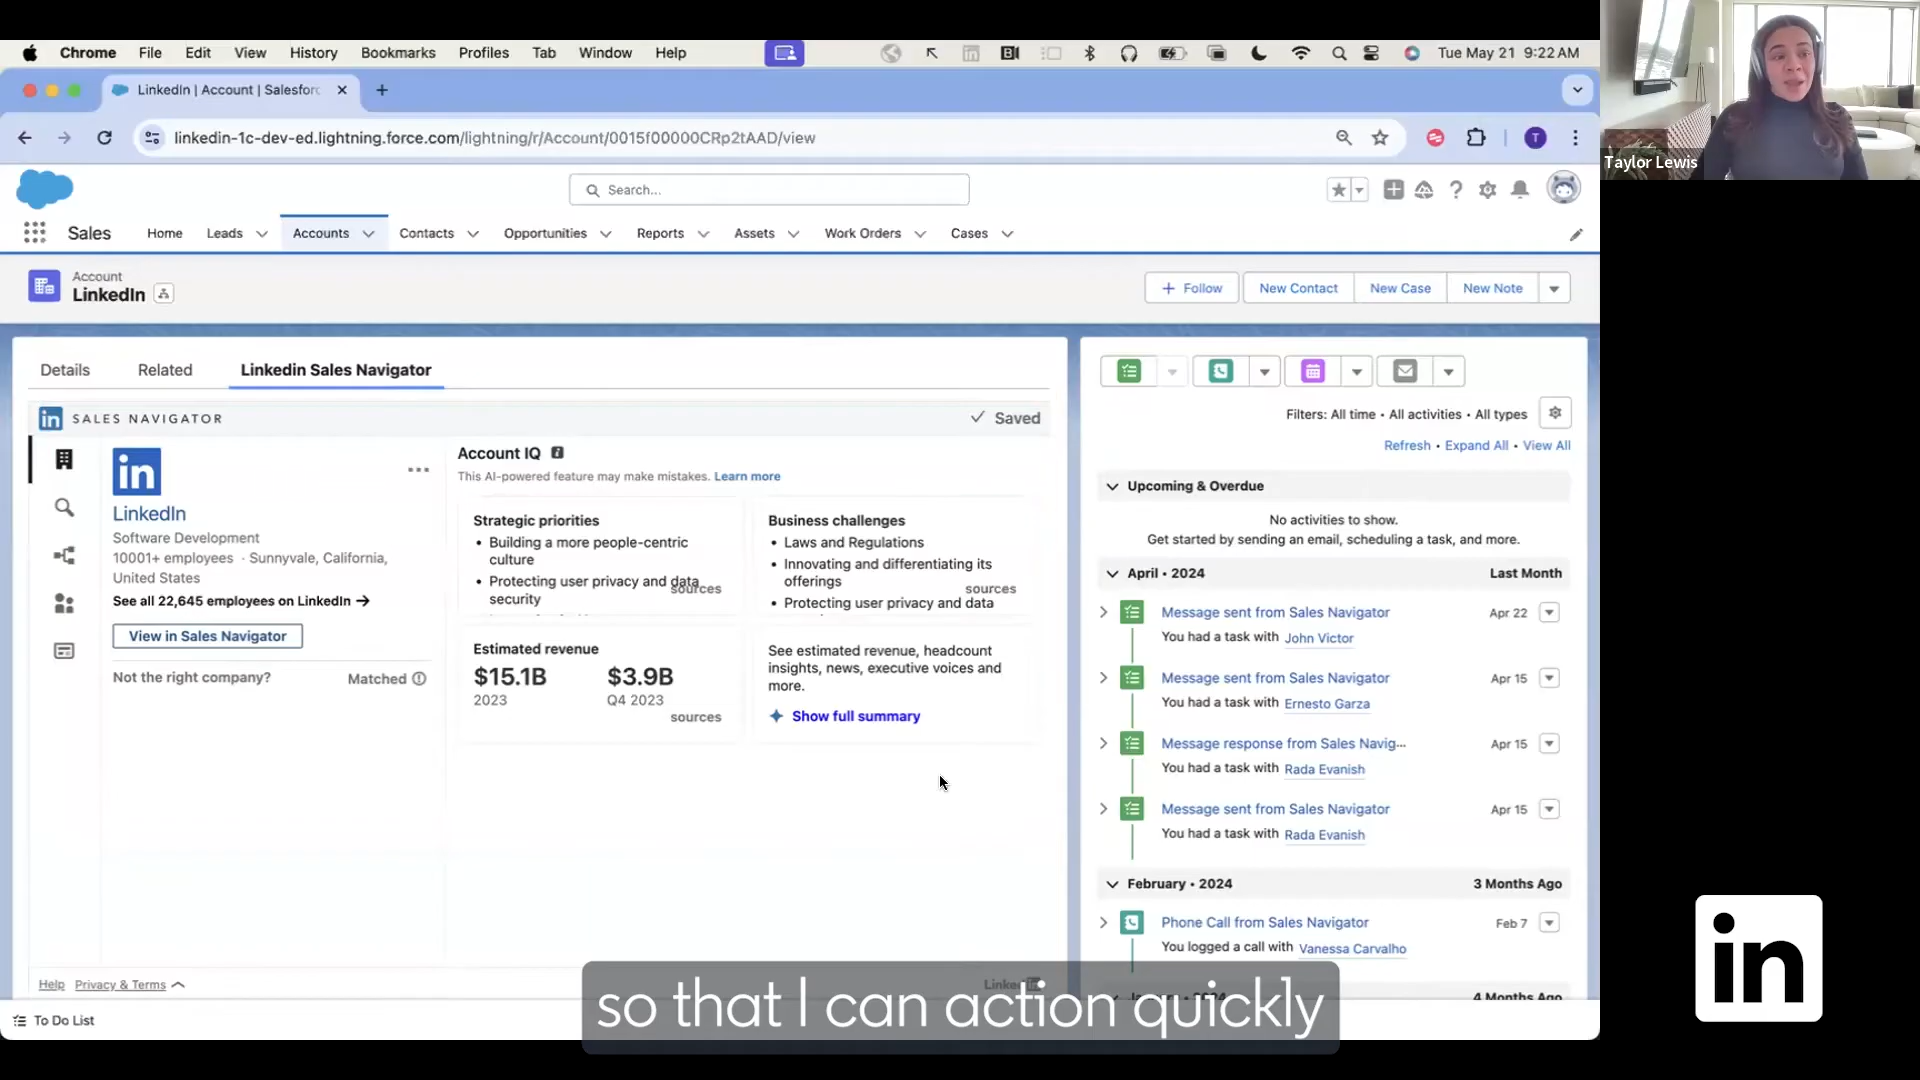 Chrome File Edit View History Bookmarks Profiles Tab Window Help
Tue May 21 9:22 AM
LinkedIn | Account | Salesforc
linkedin-1c-dev-ed.lightning.force.com/lightning/r/Account/0015f00000CRp2tAAD/view
T
Taylor Lewis
Search...
Sales Home Leads Accounts Contacts Opportunities Reports Assets Work Orders Cases
Account
LinkedIn
Follow New Contact New Case New Note
Details Related Linkedin Sales Navigator
in SALES NAVIGATOR
Saved
in
LinkedIn
Software Development
10001+ employees · Sunnyvale, California,
United States
See all 22,645 employees on LinkedIn →
View in Sales Navigator
Not the right company? Matched
Account IQ
This AI-powered feature may make mistakes. Learn more
Strategic priorities
• Building a more people-centric
culture
• Protecting user privacy and data
security
sources
Business challenges
• Laws and Regulations
• Innovating and differentiating its
offerings
• Protecting user privacy and data
sources
Estimated revenue
$15.1B $3.9B
2023 Q4 2023
sources
See estimated revenue, headcount
insights, news, executive voices and
more.
Show full summary
Help Privacy & Terms
To Do List
Filters: All time • All activities • All types
Refresh • Expand All • View All
Upcoming & Overdue
No activities to show.
Get started by sending an email, scheduling a task, and more.
April • 2024 Last Month
Message sent from Sales Navigator Apr 22
You had a task with John Victor
Message sent from Sales Navigator Apr 15
You had a task with Ernesto Garza
Message response from Sales Navig... Apr 15
You had a task with Rada Evanish
Message sent from Sales Navigator Apr 15
You had a task with Rada Evanish
February • 2024 3 Months Ago
Phone Call from Sales Navigator Feb 7
You logged a call with Vanessa Carvalho
4 Months Ago
so that I can action quickly
in